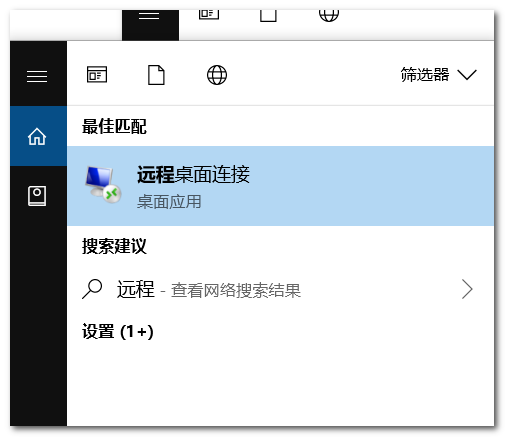 筛选器
最佳匹配
远程桌面连接
桌面应用
搜索建议
远程 - 查看网络搜索结果
设置 (1+)